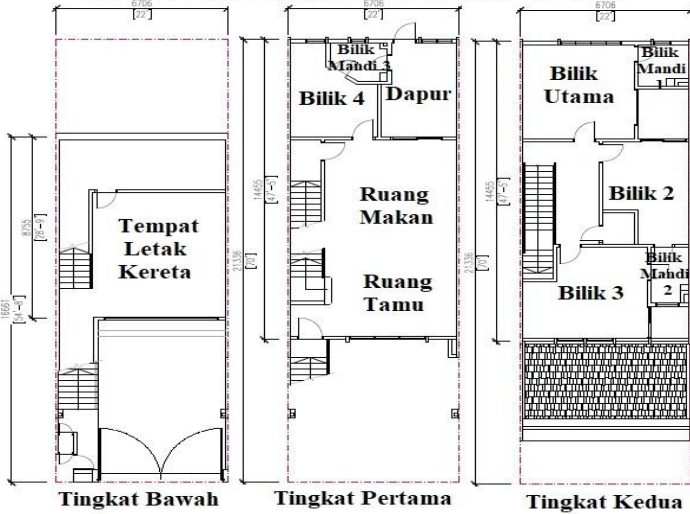 6706
[22']
6706
[22']
6706
[22']
Bilik
Mandi 3
Bilik 4
Dapur
Bilik
Utama
Bilik
Mandi
1
Ruang
Makan
Bilik 2
Tempat
Letak
Kereta
Ruang
Tamu
Bilik 3
Bilik
Mandi
2
8755
[28'-9"]
16661
[54'-8"]
14455
[47'-5"]
21336
[70']
14455
[47'-5"]
21336
[70']
Tingkat Bawah
Tingkat Pertama
Tingkat Kedua